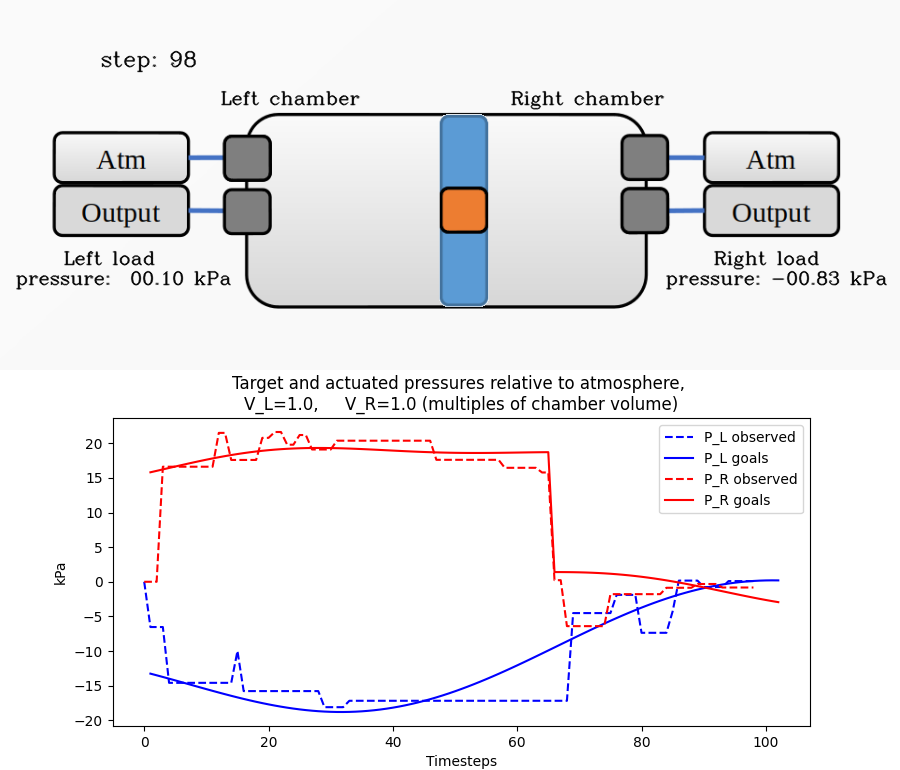 step: 98
Left chamber
Right chamber
Atm
Atm
Output
Output
Left load
pressure: 00.10 kPa
Right load
pressure: −00.83 kPa
Target and actuated pressures relative to atmosphere,
V_L=1.0, V_R=1.0 (multiples of chamber volume)
P_L observed
P_L goals
P_R observed
P_R goals
20
15
10
5
0
−5
−10
−15
−20
kPa
0 20 40 60 80 100
Timesteps